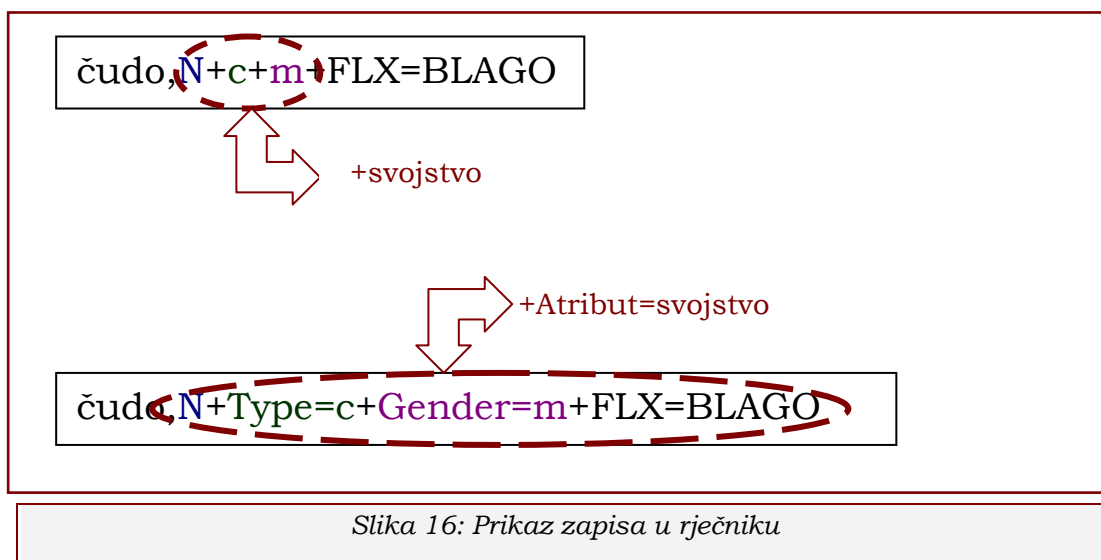 čudo,N+c+m+FLX=BLAGO
+svojstvo
+Atribut=svojstvo
čudo,N+Type=c+Gender=m+FLX=BLAGO
Slika 16: Prikaz zapisa u rječniku